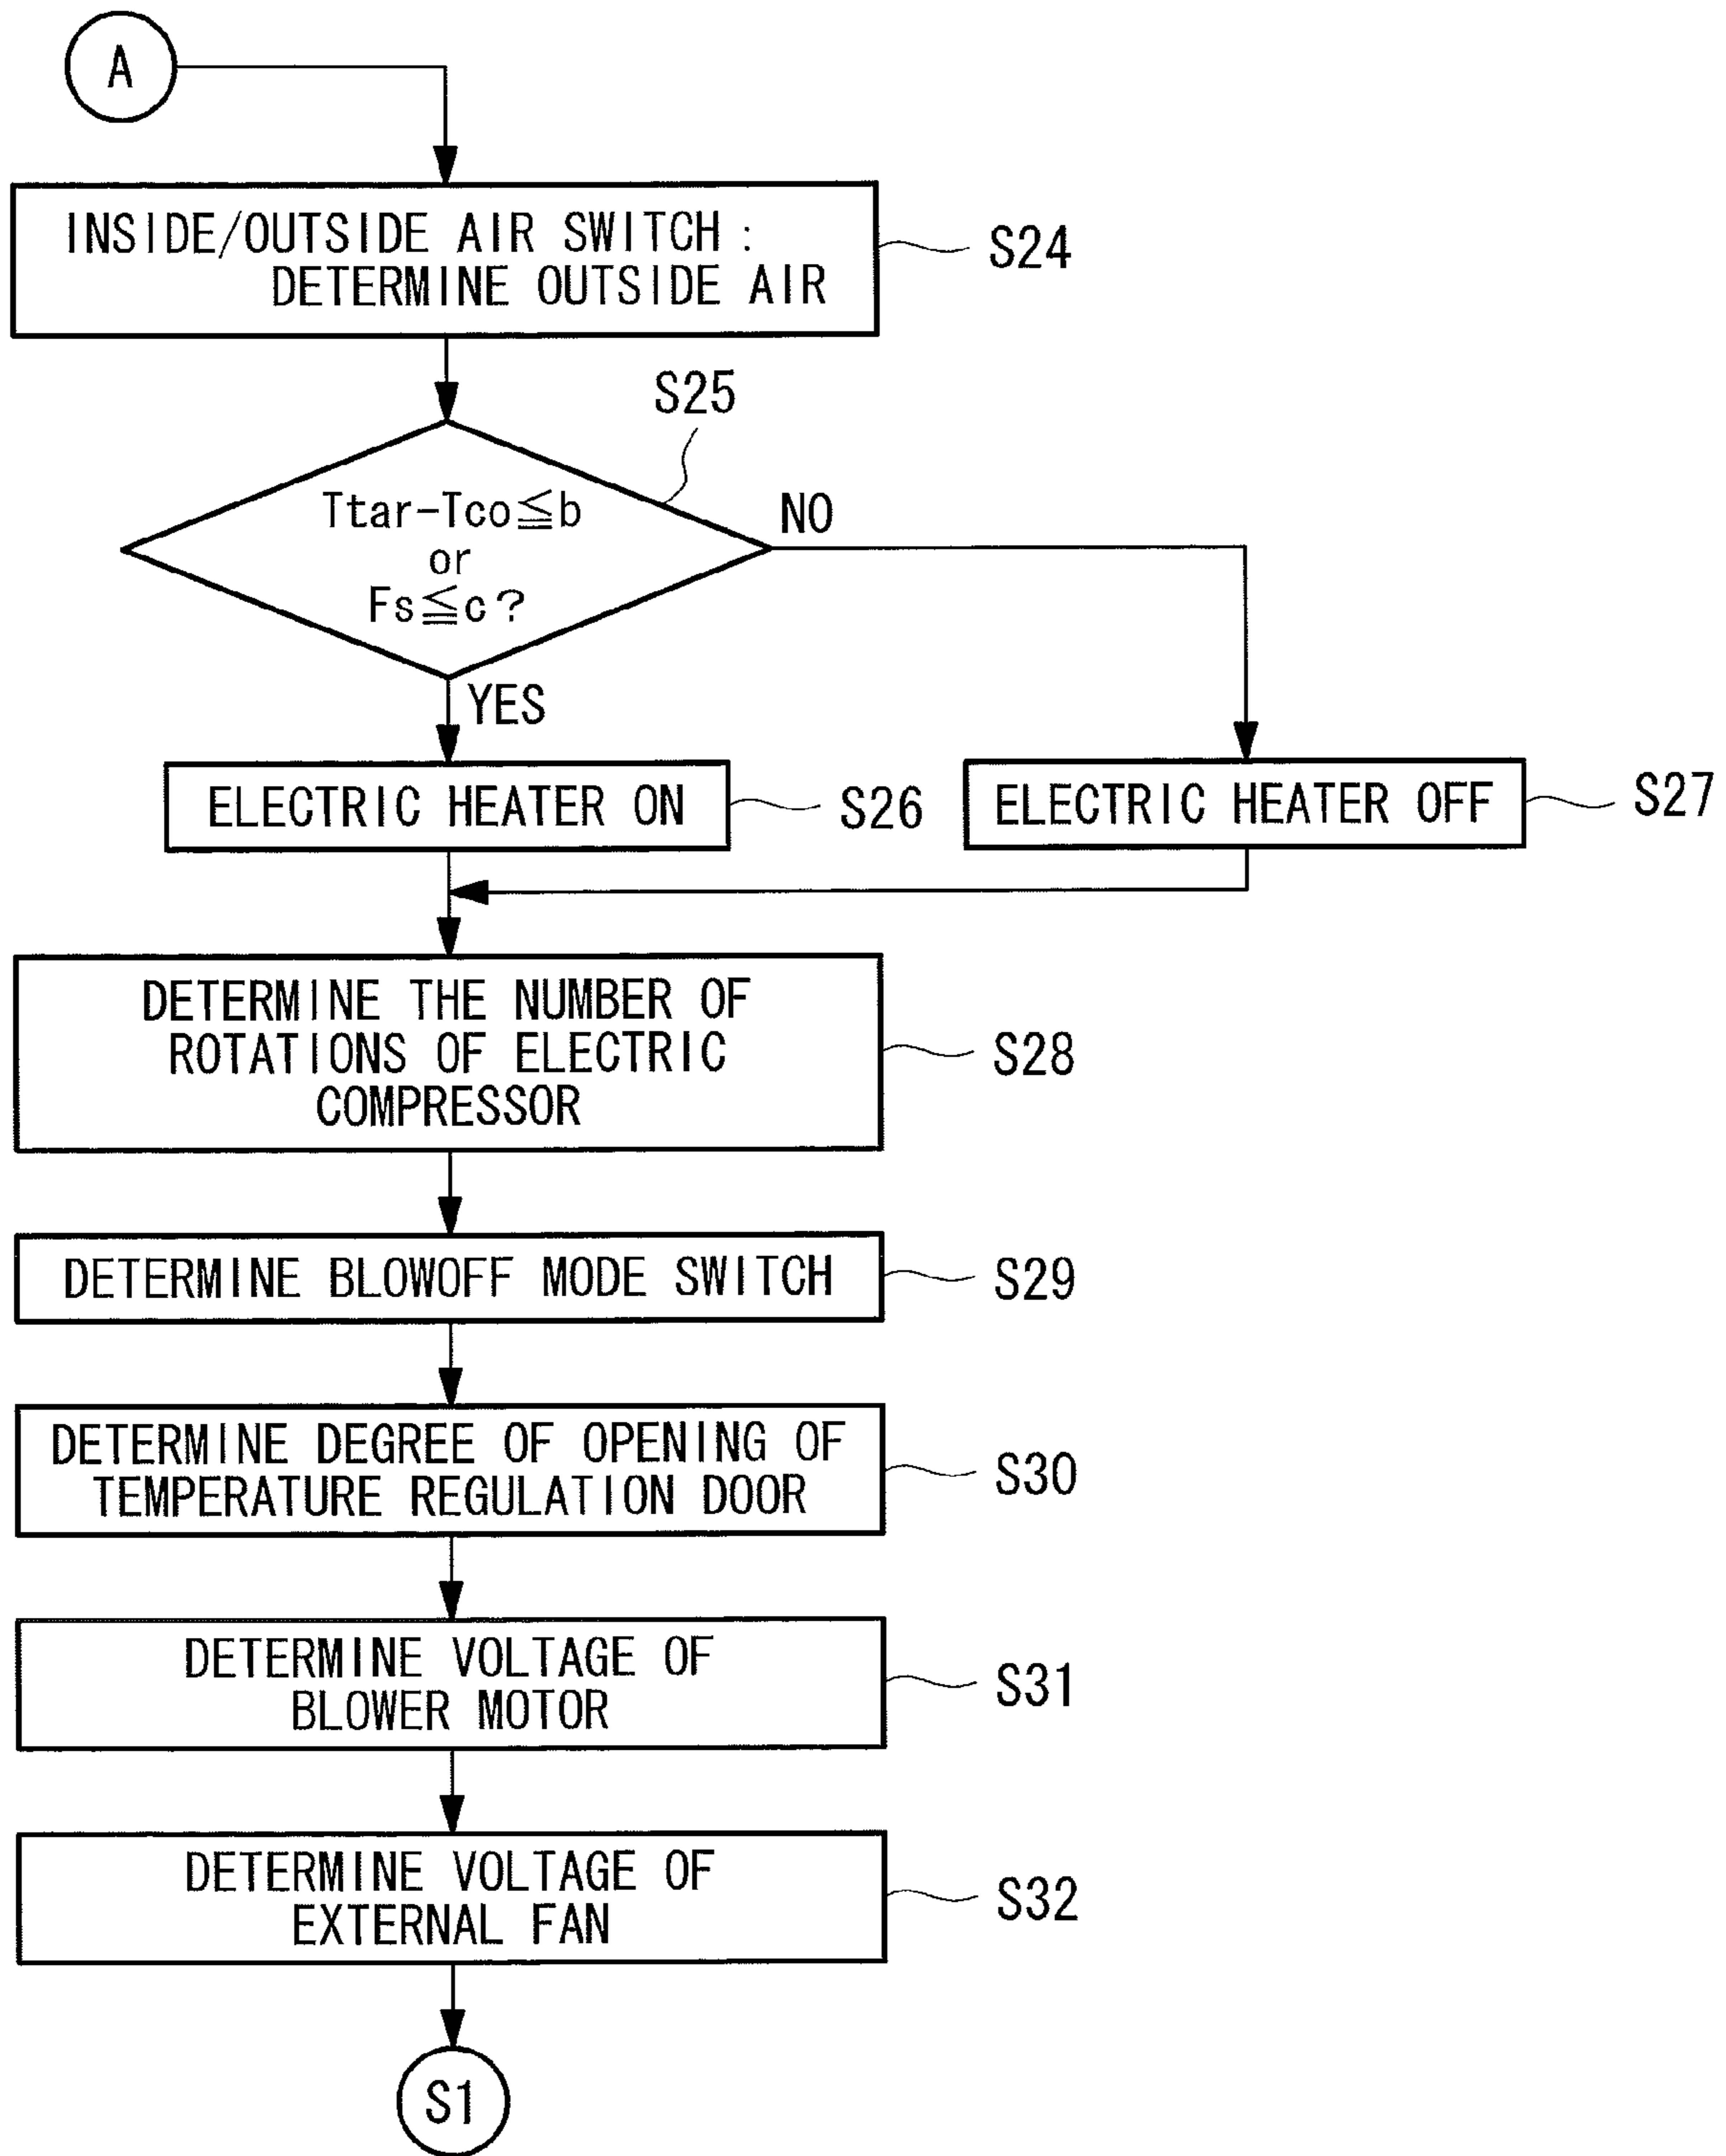 A
INSIDE/OUTSIDE AIR SWITCH :
DETERMINE OUTSIDE AIR
S24
S25
Ttar-Tco≦b
or
Fs≦c?
NO
YES
ELECTRIC HEATER ON
S26
ELECTRIC HEATER OFF
S27
DETERMINE THE NUMBER OF
ROTATIONS OF ELECTRIC
COMPRESSOR
S28
DETERMINE BLOWOFF MODE SWITCH
S29
DETERMINE DEGREE OF OPENING OF
TEMPERATURE REGULATION DOOR
S30
DETERMINE VOLTAGE OF
BLOWER MOTOR
S31
DETERMINE VOLTAGE OF
EXTERNAL FAN
S32
S1